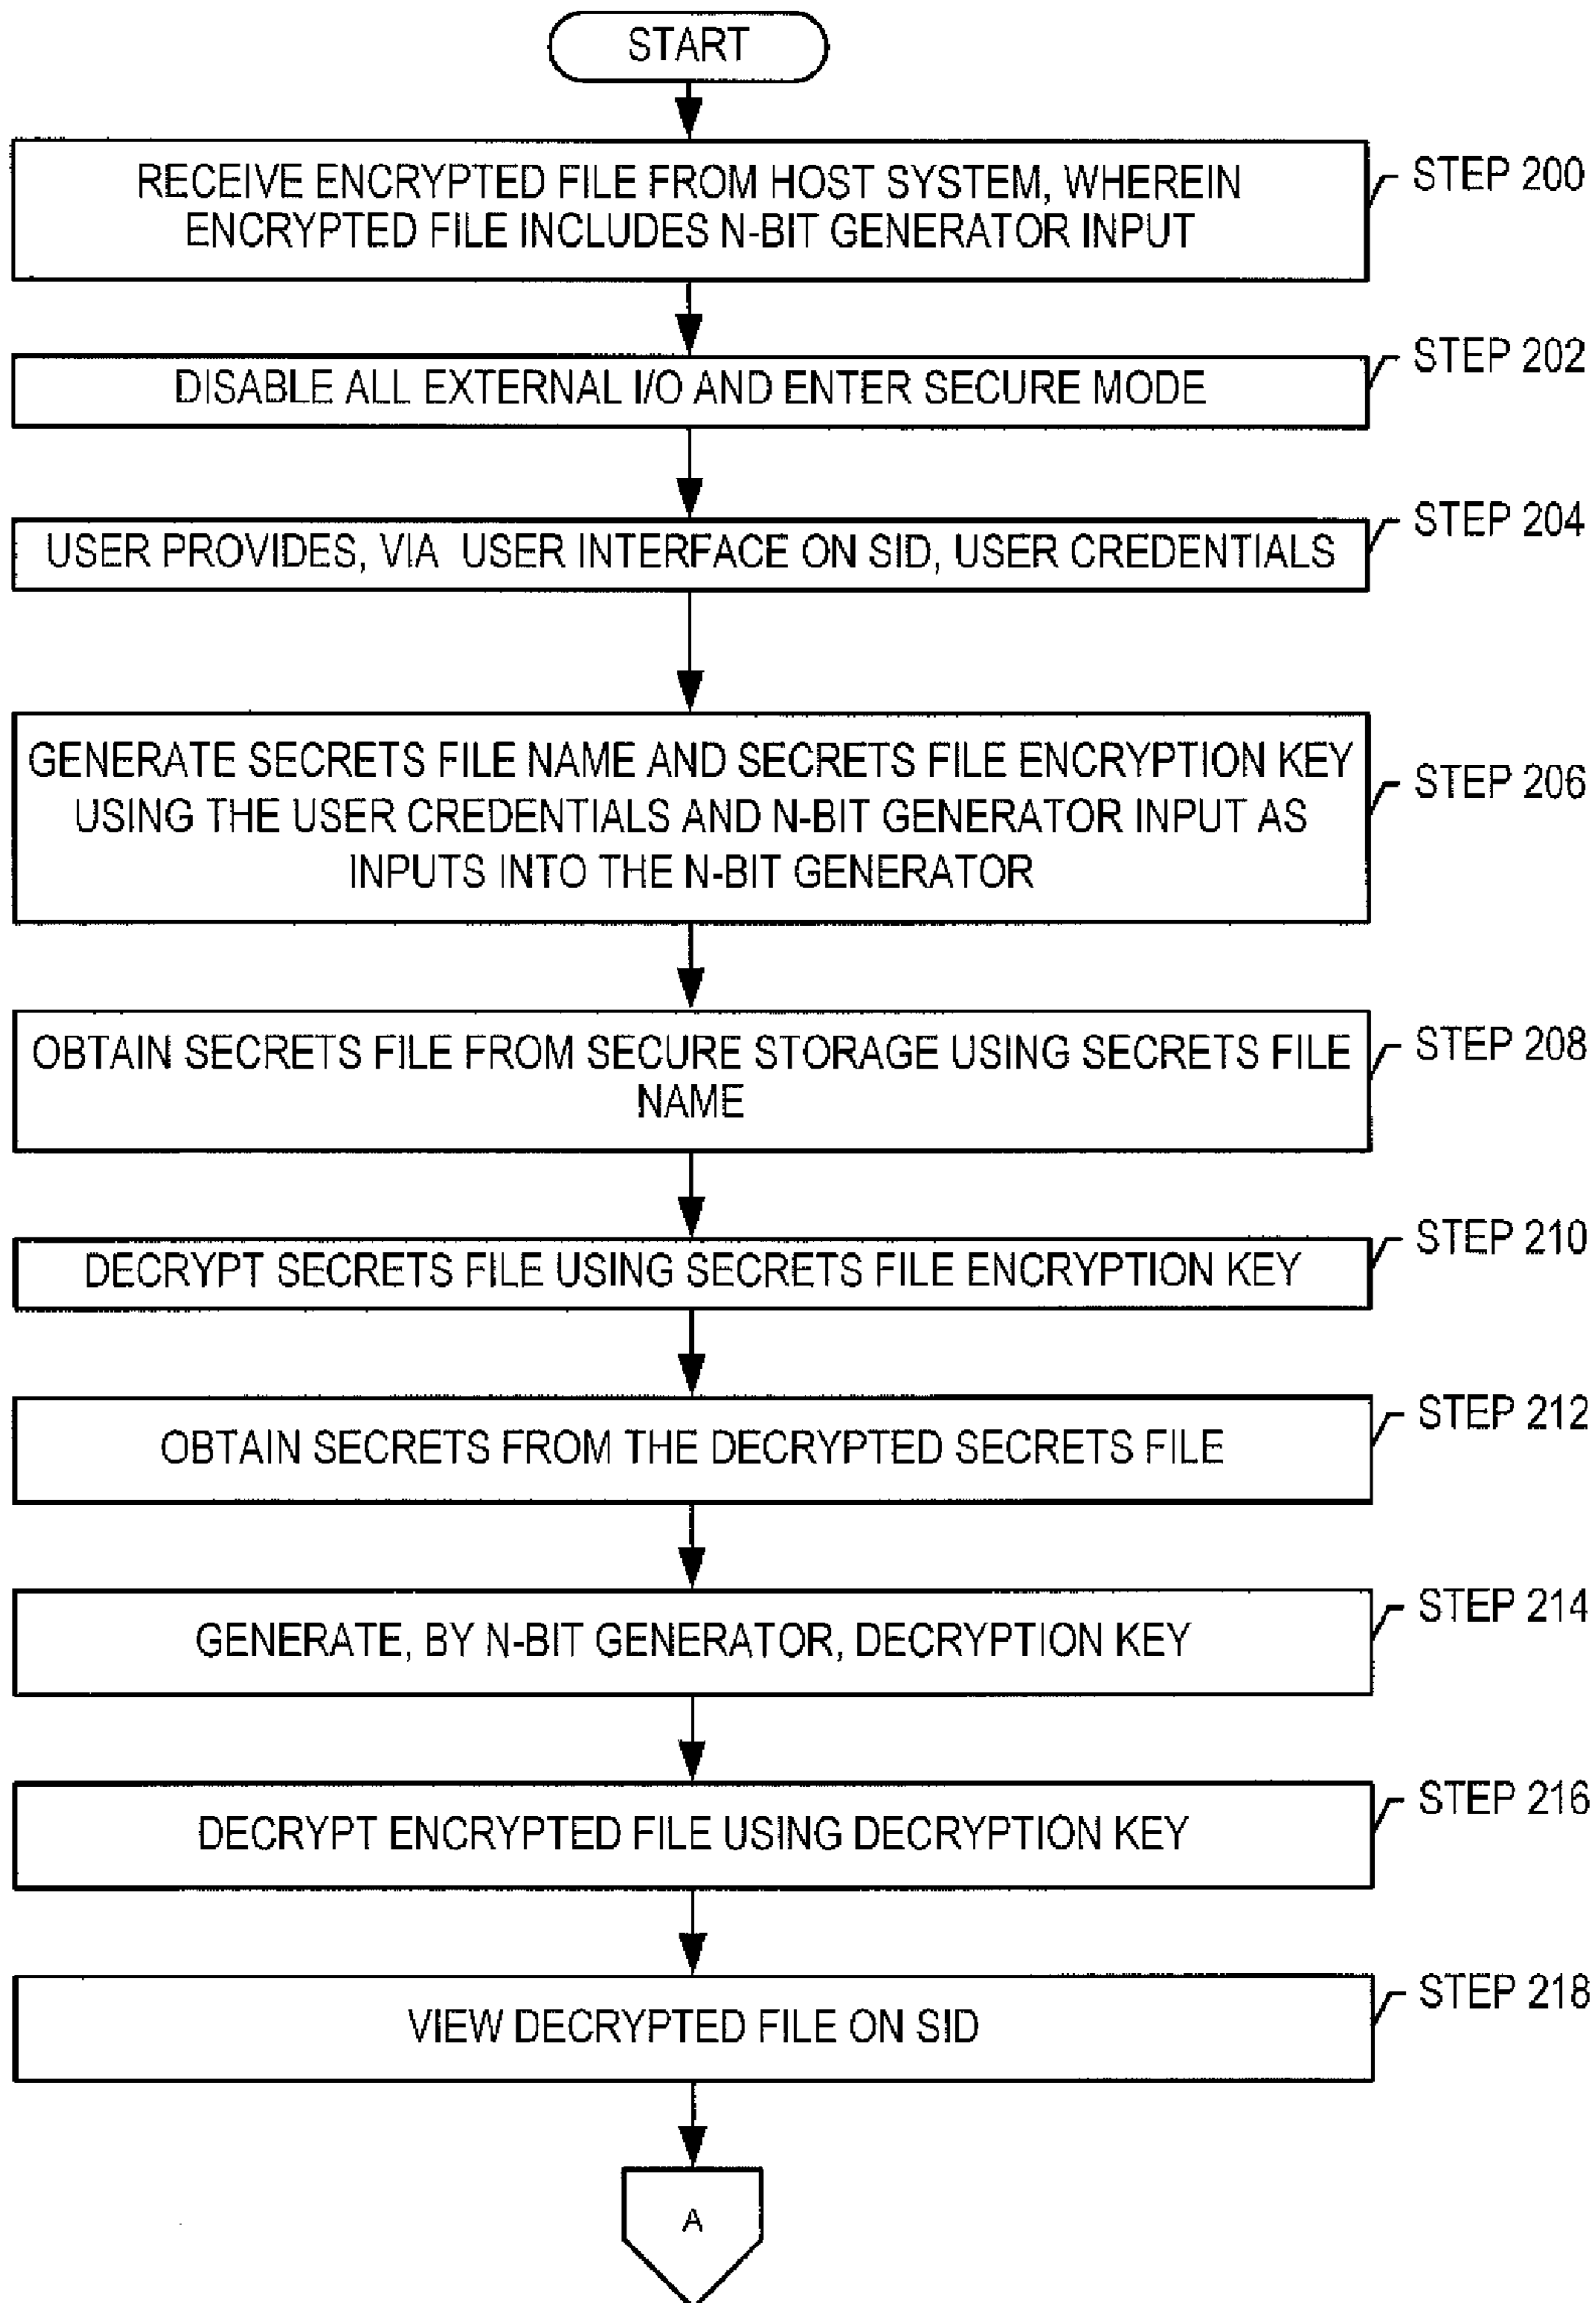 START
RECEIVE ENCRYPTED FILE FROM HOST SYSTEM, WHEREIN
ENCRYPTED FILE INCLUDES N-BIT GENERATOR INPUT
STEP 200
DISABLE ALL EXTERNAL I/O AND ENTER SECURE MODE
STEP 202
USER PROVIDES, VIA USER INTERFACE ON SID, USER CREDENTIALS
STEP 204
GENERATE SECRETS FILE NAME AND SECRETS FILE ENCRYPTION KEY
USING THE USER CREDENTIALS AND N-BIT GENERATOR INPUT AS
INPUTS INTO THE N-BIT GENERATOR
STEP 206
OBTAIN SECRETS FILE FROM SECURE STORAGE USING SECRETS FILE
NAME
STEP 208
DECRYPT SECRETS FILE USING SECRETS FILE ENCRYPTION KEY
STEP 210
OBTAIN SECRETS FROM THE DECRYPTED SECRETS FILE
STEP 212
GENERATE, BY N-BIT GENERATOR, DECRYPTION KEY
STEP 214
DECRYPT ENCRYPTED FILE USING DECRYPTION KEY
STEP 216
VIEW DECRYPTED FILE ON SID
STEP 218
A